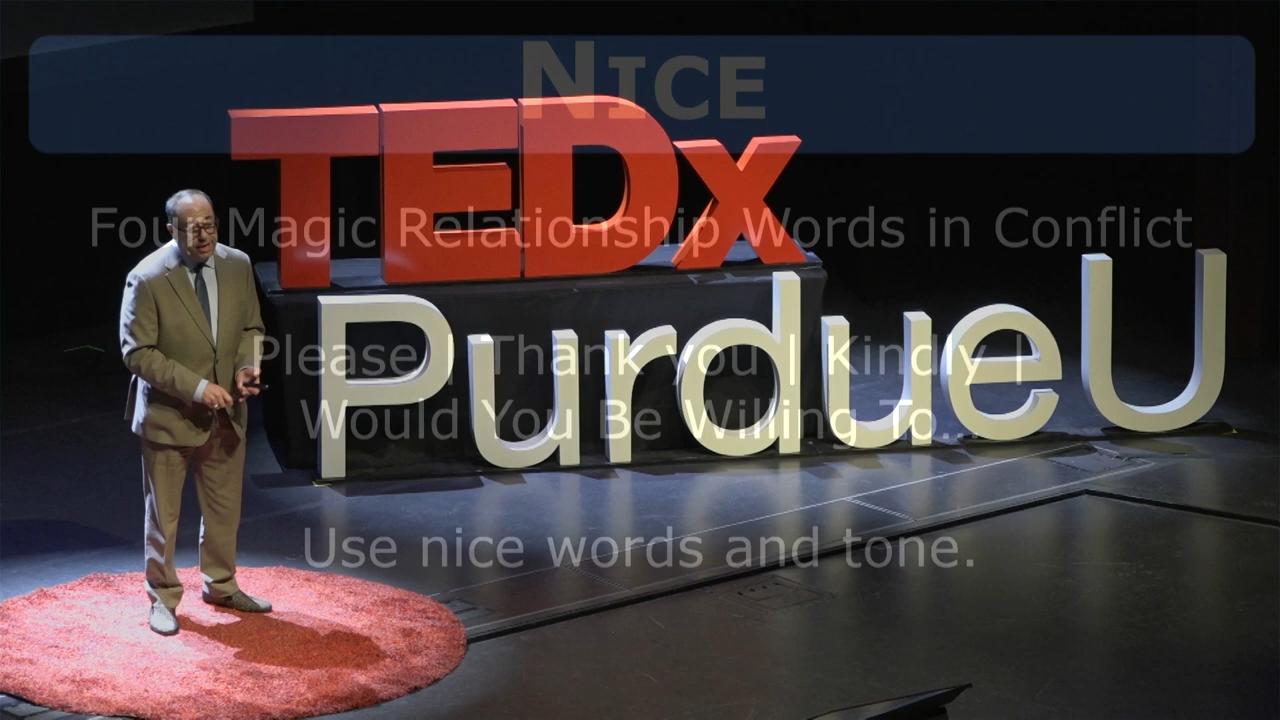 NICE
TEDx
Four Magic Relationship Words in Conflict
PurdueU
Please | Thank you | Kindly |
Would You Be Willing To...
Use nice words and tone.